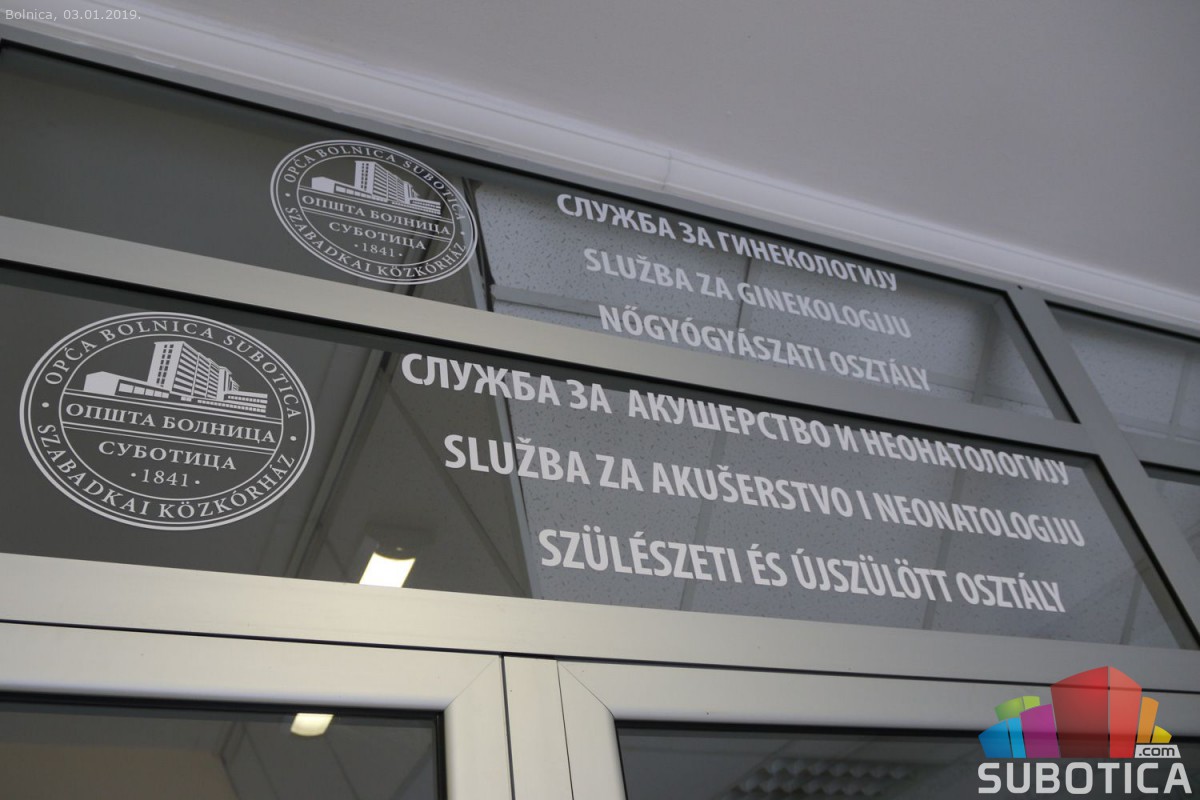 Bolnica, 03.01.2019.
OPĆA BOLNICA SUBOTICA
ОПШТА БОЛНИЦА
СУБОТИЦА
· 1841 ·
SZABADKAI KÖZKÓRHÁZ
СЛУЖБА ЗА ГИНЕКОЛОГИЈУ
SLUŽBA ZA GINEKOLOGIJU
NŐGYÓGYÁSZATI OSZTÁLY
OPĆA BOLNICA SUBOTICA
ОПШТА БОЛНИЦА
СУБОТИЦА
· 1841 ·
SZABADKAI KÖZKÓRHÁZ
СЛУЖБА ЗА АКУШЕРСТВО И НЕОНАТОЛОГИЈУ
SLUŽBA ZA AKUŠERSTVO I NEONATOLOGIJU
SZÜLÉSZETI ÉS ÚJSZÜLÖTT OSZTÁLY
.com
SUBOTICA